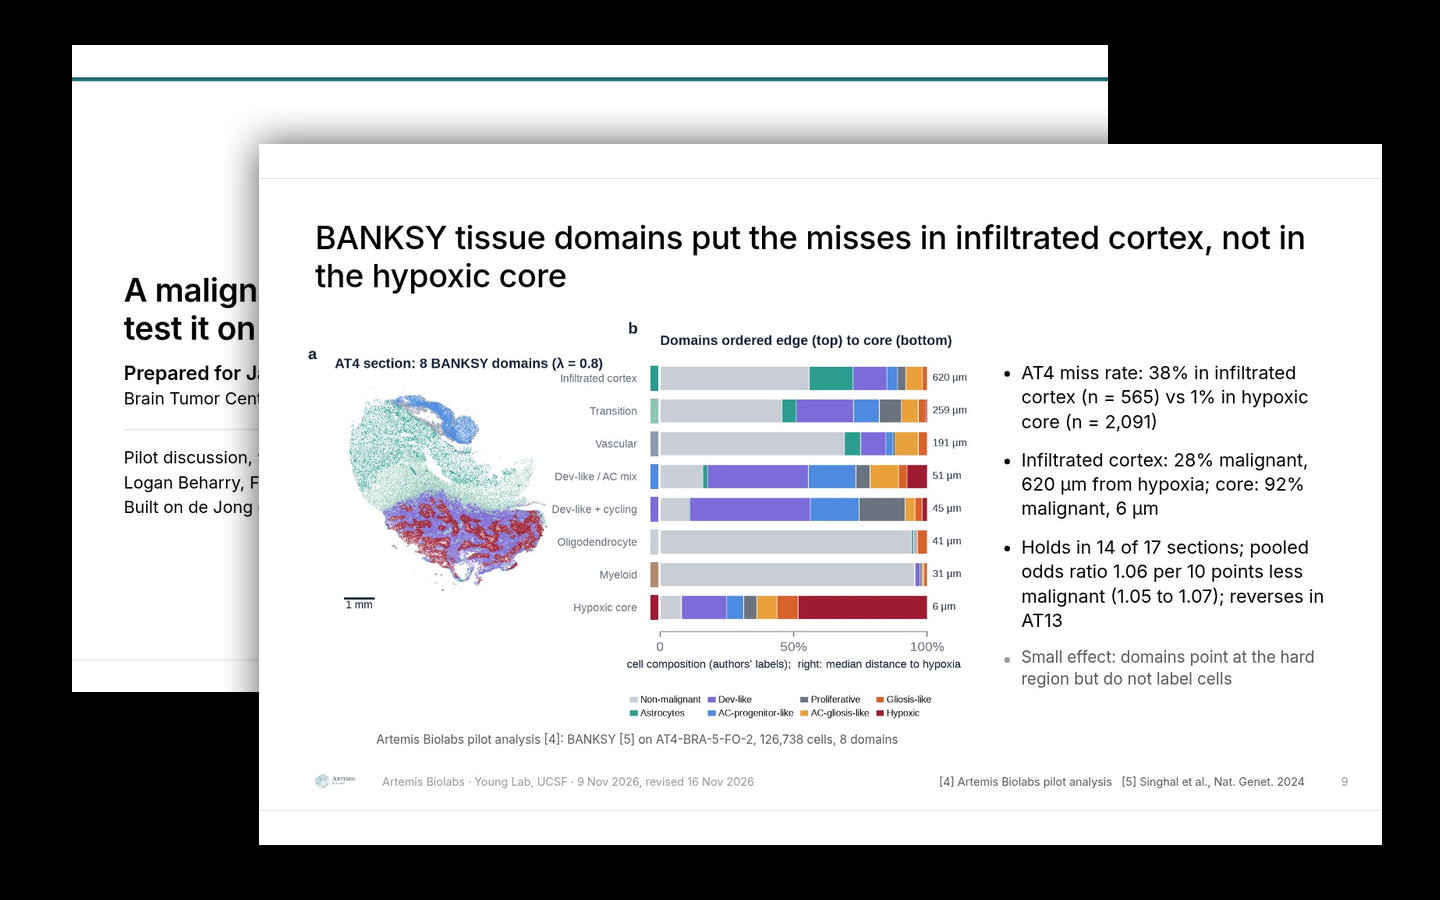 A malign
test it on
Prepared for Ja
Brain Tumor Cent
Pilot discussion,
Logan Beharry, F
Built on de Jong
BANKSY tissue domains put the misses in infiltrated cortex, not in
the hypoxic core
a
AT4 section: 8 BANKSY domains (λ = 0.8)
1 mm
b
Domains ordered edge (top) to core (bottom)
Infiltrated cortex 620 µm
Transition 259 µm
Vascular 191 µm
Dev-like / AC mix 51 µm
Dev-like + cycling 45 µm
Oligodendrocyte 41 µm
Myeloid 31 µm
Hypoxic core 6 µm
0 50% 100%
cell composition (authors' labels); right: median distance to hypoxia
Non-malignant Dev-like Proliferative Gliosis-like
Astrocytes AC-progenitor-like AC-gliosis-like Hypoxic
• AT4 miss rate: 38% in infiltrated
cortex (n = 565) vs 1% in hypoxic
core (n = 2,091)
• Infiltrated cortex: 28% malignant,
620 µm from hypoxia; core: 92%
malignant, 6 µm
• Holds in 14 of 17 sections; pooled
odds ratio 1.06 per 10 points less
malignant (1.05 to 1.07); reverses in
AT13
• Small effect: domains point at the hard
region but do not label cells
Artemis Biolabs pilot analysis [4]: BANKSY [5] on AT4-BRA-5-FO-2, 126,738 cells, 8 domains
ARTEMIS
Artemis Biolabs · Young Lab, UCSF · 9 Nov 2026, revised 16 Nov 2026
[4] Artemis Biolabs pilot analysis [5] Singhal et al., Nat. Genet. 2024
9